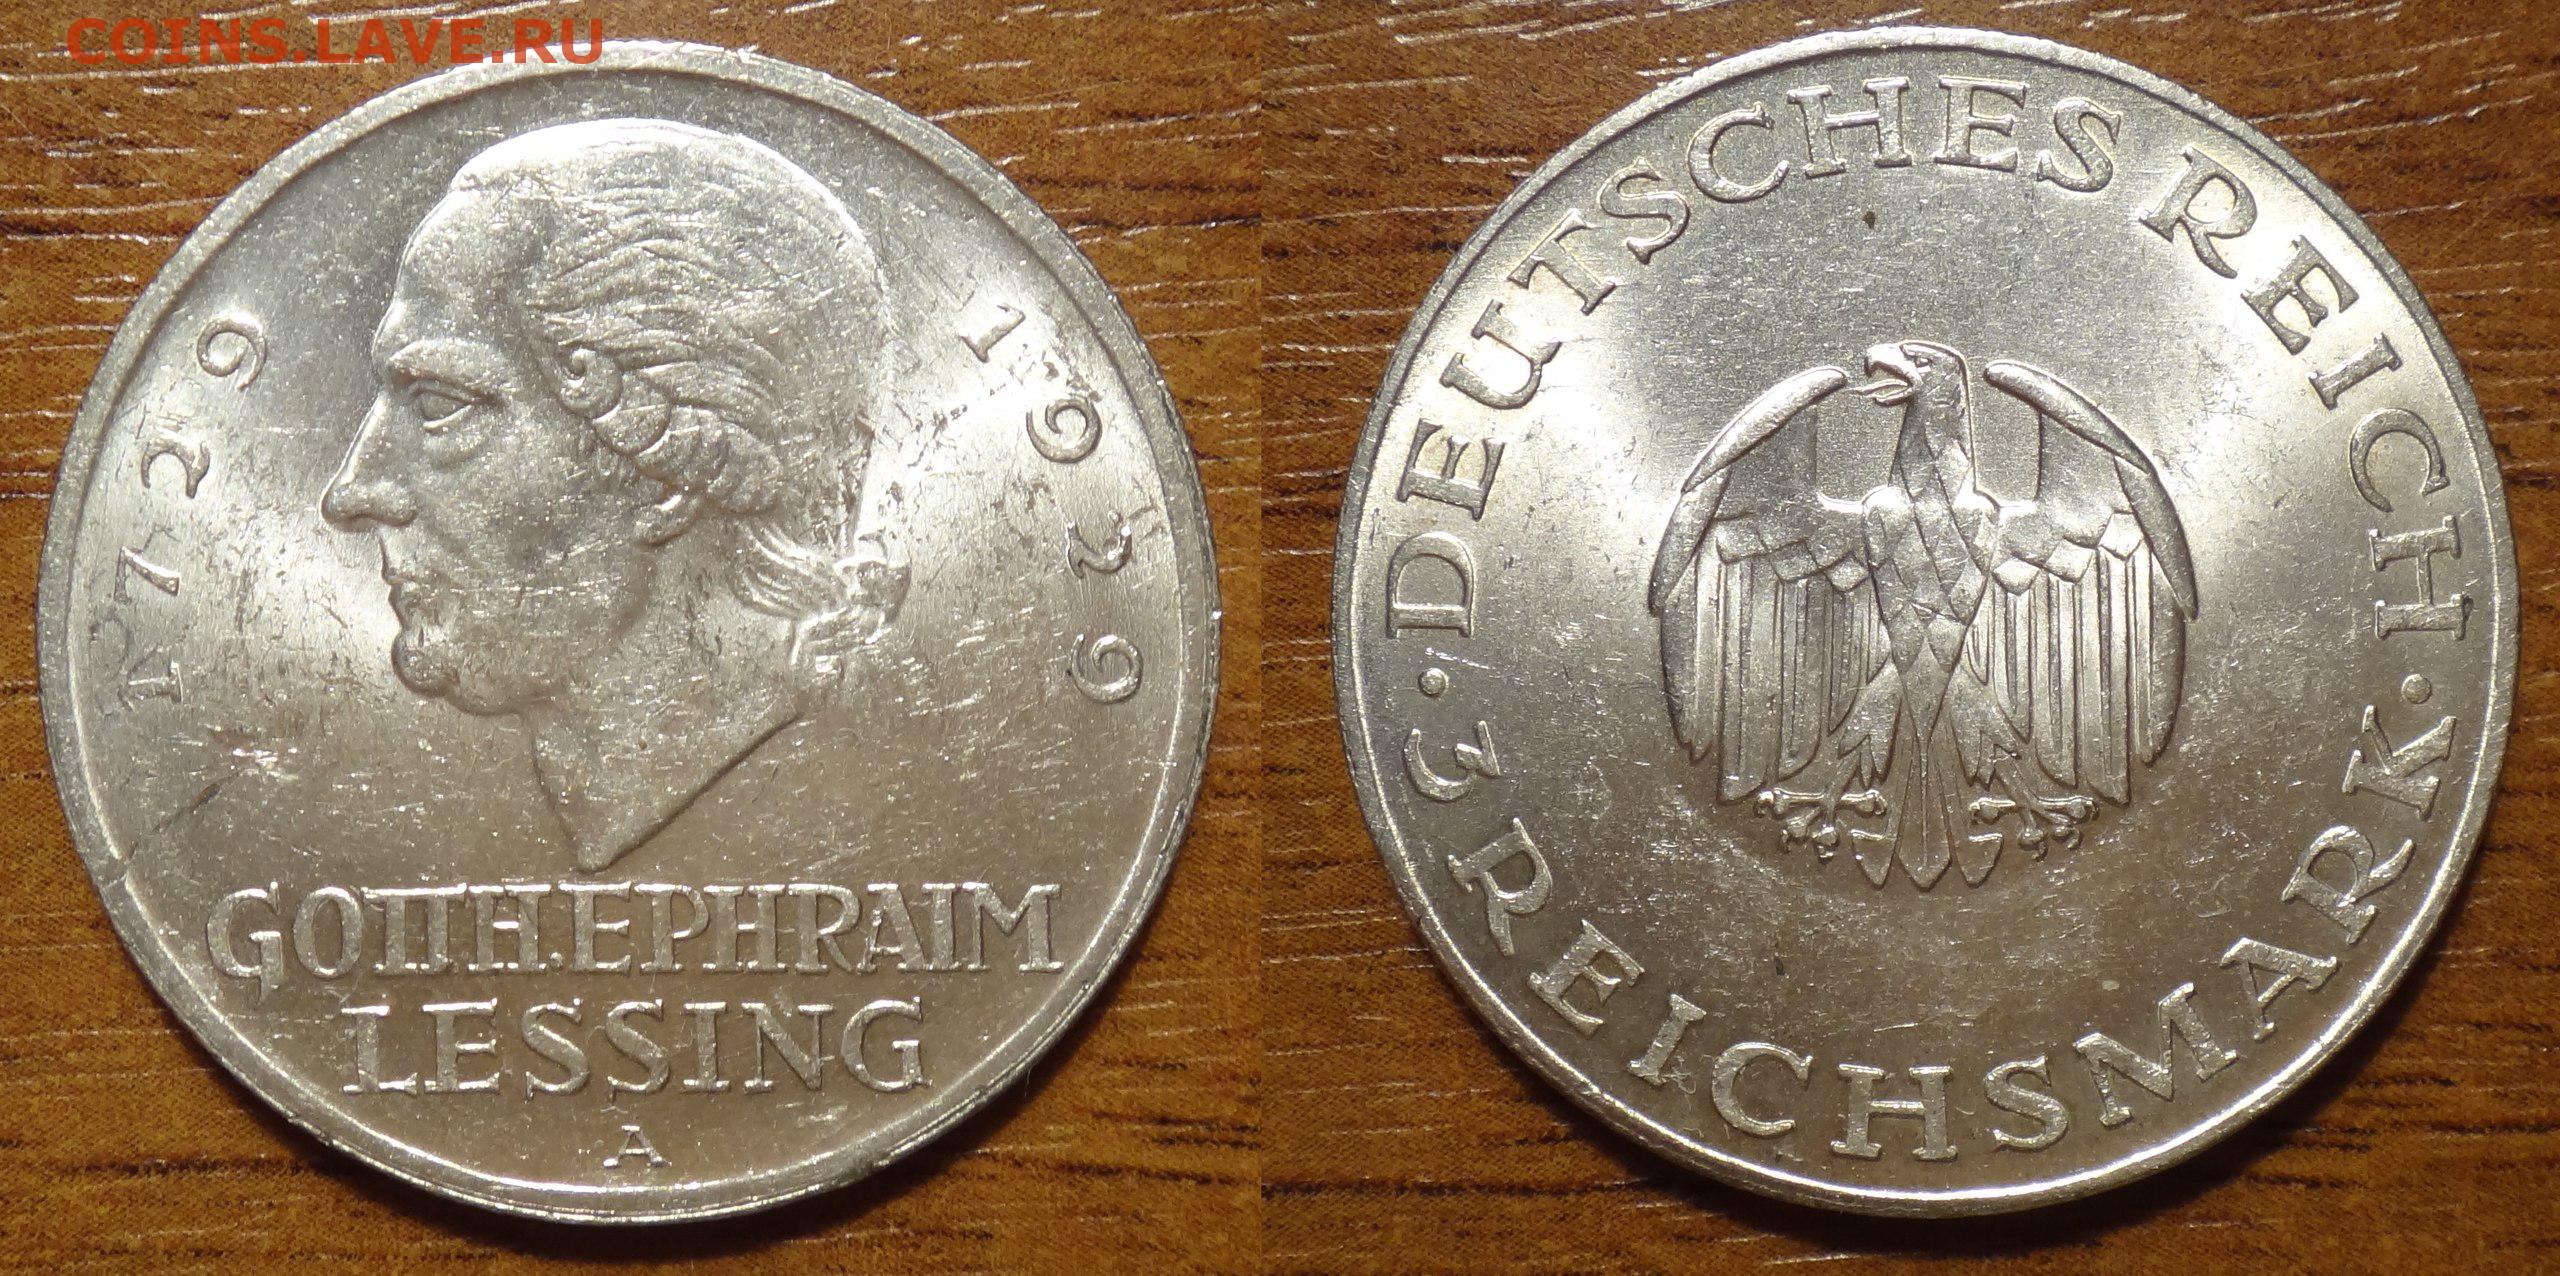 COINS.LAVE.RU
1729 1929
GOTTH.EPHRAIM
LESSING
A
DEUTSCHES REICH
3 REICHSMARK